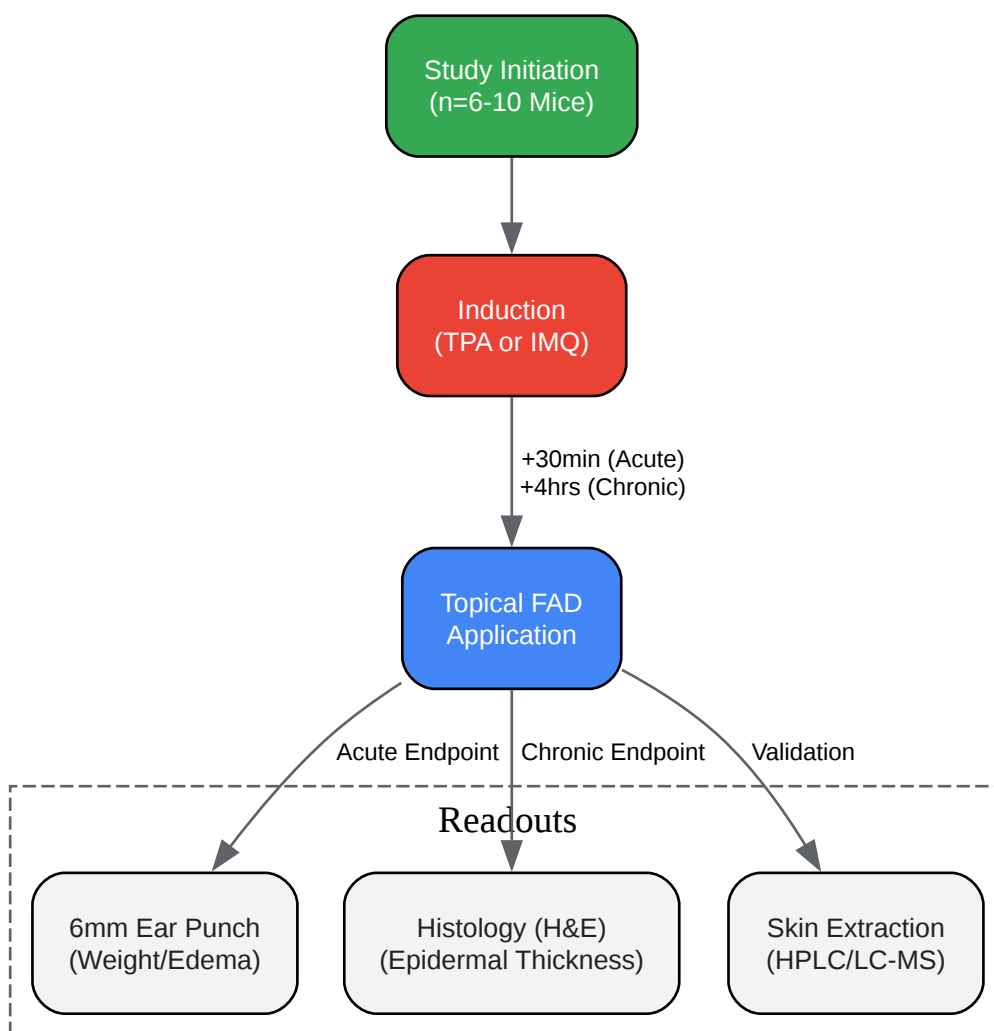 Study Initiation
(n=6-10 Mice)
Induction
(TPA or IMQ)
+30min (Acute)
+4hrs (Chronic)
Topical FAD
Application
Acute Endpoint
Chronic Endpoint
Validation
Readouts
6mm Ear Punch
(Weight/Edema)
Histology (H&E)
(Epidermal Thickness)
Skin Extraction
(HPLC/LC-MS)